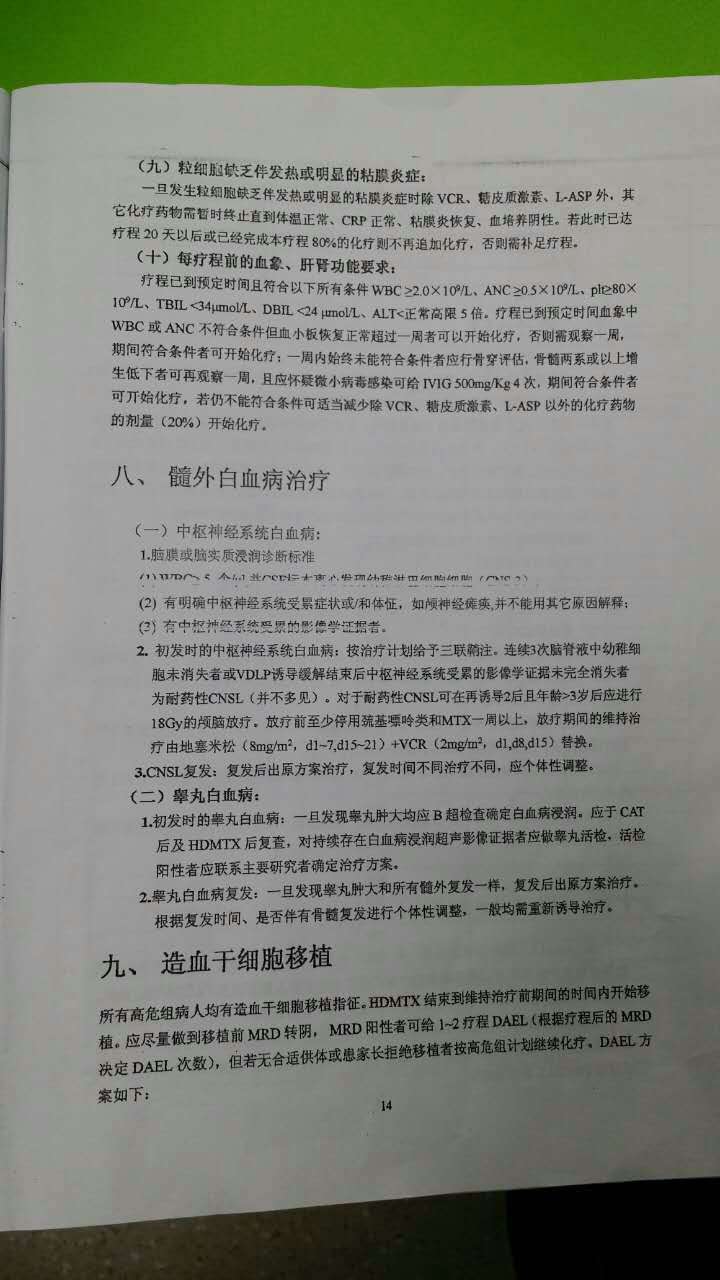 （九）粒细胞缺乏伴发热或明显的粘膜炎症：
一旦发生粒细胞缺乏伴发热或明显的粘膜炎症时除 VCR、糖皮质激素、L-ASP 外，其
它化疗药物需暂时终止直到体温正常、CRP 正常、粘膜炎恢复、血培养阴性。若此时已达
疗程 20 天以后或已经完成本疗程 80%的化疗则不再追加化疗，否则需补足疗程。
（十）每疗程前的血象、肝肾功能要求：
疗程已到预定时间且符合以下所有条件 WBC ≥2.0×10⁹/L、ANC ≥0.5×10⁹/L、plt≥80×
10⁹/L、TBIL <34μmol/L、DBIL <24 μmol/L、ALT<正常高限 5 倍。疗程已到预定时间血象中
WBC 或 ANC 不符合条件但血小板恢复正常超过一周者可以开始化疗，否则需观察一周，
期间符合条件者可开始化疗；一周内始终未能符合条件者应行骨穿评估，骨髓两系或以上增
生低下者可再观察一周，且应怀疑微小病毒感染可给 IVIG 500mg/Kg 4 次，期间符合条件者
可开始化疗，若仍不能符合条件可适当减少除 VCR、糖皮质激素、L-ASP 以外的化疗药物
的剂量（20%）开始化疗。
八、 髓外白血病治疗
（一）中枢神经系统白血病：
1.脑膜或脑实质浸润诊断标准
(2) 有明确中枢神经系统受累症状或/和体怔，如颅神经瘫痪,并不能用其它原因解释；
(3) 有中枢神经系统受累的影像学证据者。
2. 初发时的中枢神经系统白血病：按治疗计划给予三联鞘注。连续3次脑脊液中幼稚细
胞未消失者或VDLP诱导缓解结束后中枢神经系统受累的影像学证据未完全消失者
为耐药性CNSL（并不多见）。对于耐药性CNSL可在再诱导2后且年龄>3岁后应进行
18Gy的颅脑放疗。放疗前至少停用巯基嘌呤类和MTX一周以上，放疗期间的维持治
疗由地塞米松（8mg/m²，d1~7,d15~21）+VCR（2mg/m²，d1,d8,d15）替换。
3.CNSL复发：复发后出原方案治疗，复发时间不同治疗不同，应个体性调整。
（二）睾丸白血病：
1.初发时的睾丸白血病：一旦发现睾丸肿大均应 B 超检查确定白血病浸润。应于 CAT
后及 HDMTX 后复查，对持续存在白血病浸润超声影像证据者应做睾丸活检，活检
阳性者应联系主要研究者确定治疗方案。
2.睾丸白血病复发：一旦发现睾丸肿大和所有髓外复发一样，复发后出原方案治疗。
根据复发时间、是否伴有骨髓复发进行个体性调整，一般均需重新诱导治疗。
九、 造血干细胞移植
所有高危组病人均有造血干细胞移植指征。HDMTX 结束到维持治疗前期间的时间内开始移
植。应尽量做到移植前 MRD 转阴， MRD 阳性者可给 1~2 疗程 DAEL（根据疗程后的 MRD
决定 DAEL 次数），但若无合适供体或患家长拒绝移植者按高危组计划继续化疗。DAEL 方
案如下：
14